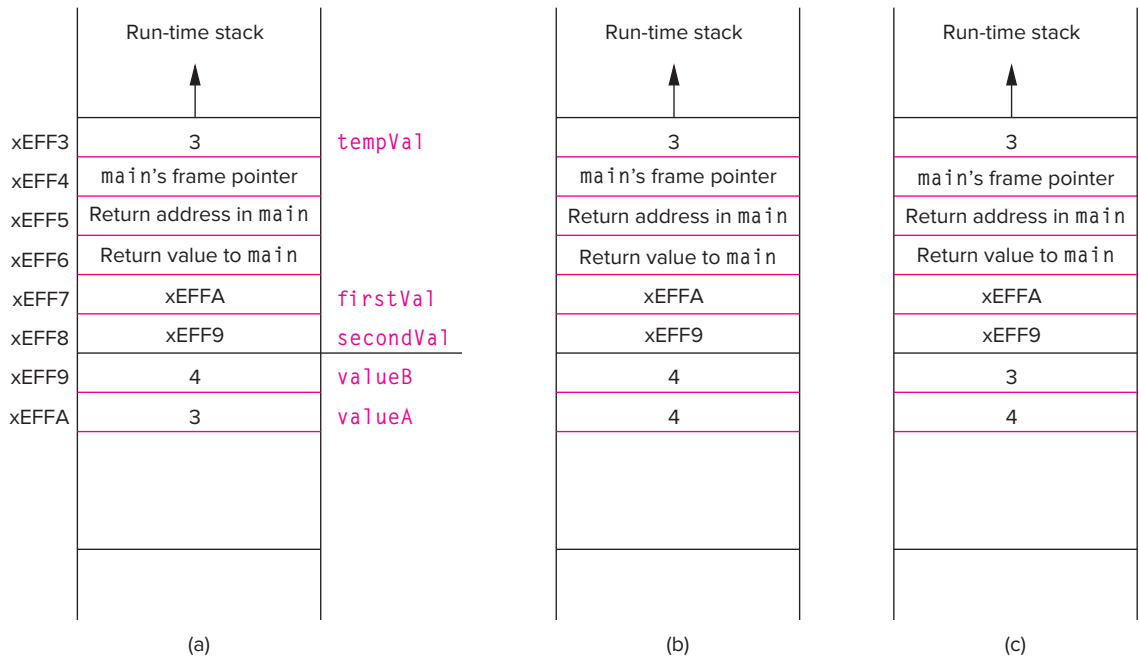 Run-time stack Run-time stack Run-time stack
xEFF3 3 tempVal 3 3
xEFF4 main's frame pointer main's frame pointer main's frame pointer
xEFF5 Return address in main Return address in main Return address in main
xEFF6 Return value to main Return value to main Return value to main
xEFF7 xEFFA firstVal xEFFA xEFFA
xEFF8 xEFF9 secondVal xEFF9 xEFF9
xEFF9 4 valueB 4 3
xEFFA 3 valueA 4 4
(a) (b) (c)